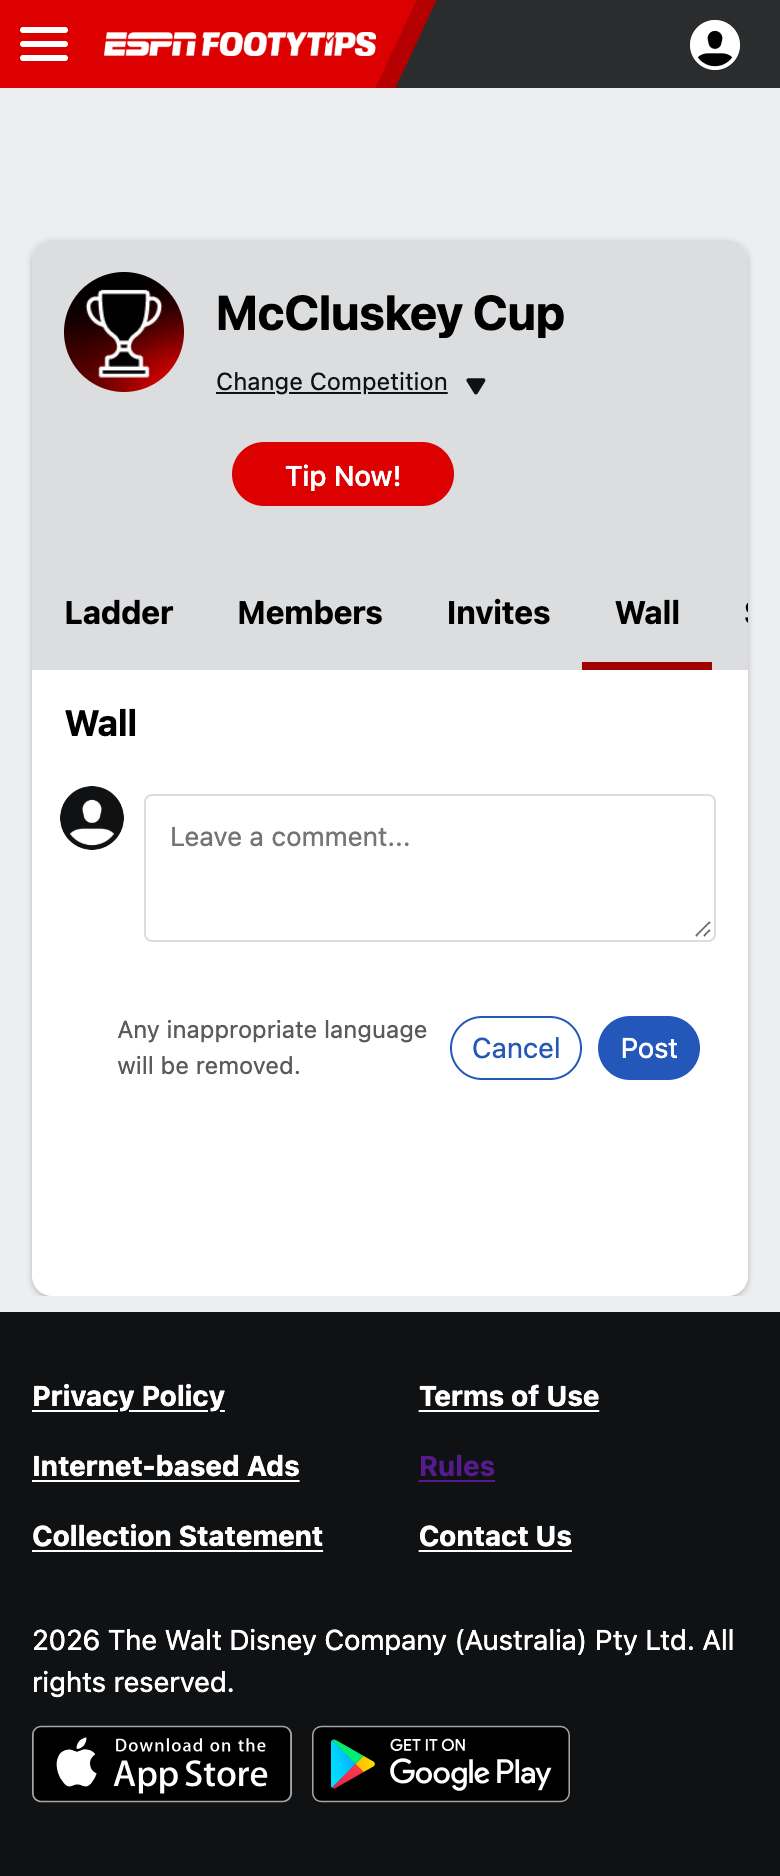 ESPN FOOTYTIPS
McCluskey Cup
Change Competition
Tip Now!
Ladder Members Invites Wall
Wall
Leave a comment...
Any inappropriate language
will be removed.
Cancel Post
Privacy Policy Terms of Use
Internet-based Ads Rules
Collection Statement Contact Us
2026 The Walt Disney Company (Australia) Pty Ltd. All
rights reserved.
Download on the
App Store
GET IT ON
Google Play